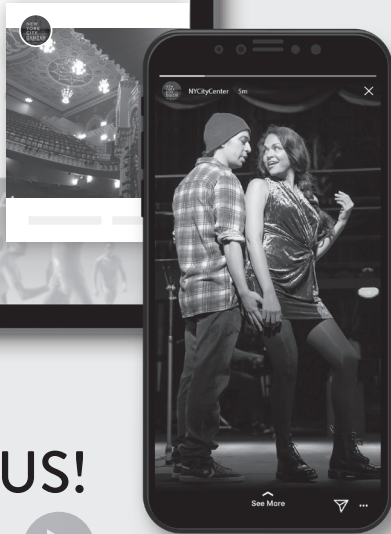 NEW
YORK
CITY
CENTER
NYCityCenter 5m
See More
US!